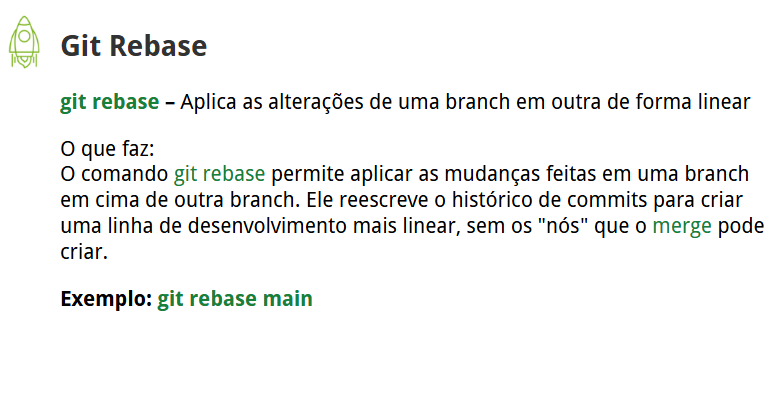 Git Rebase
git rebase – Aplica as alterações de uma branch em outra de forma linear
O que faz:
O comando git rebase permite aplicar as mudanças feitas em uma branch
em cima de outra branch. Ele reescreve o histórico de commits para criar
uma linha de desenvolvimento mais linear, sem os "nós" que o merge pode
criar.
Exemplo: git rebase main